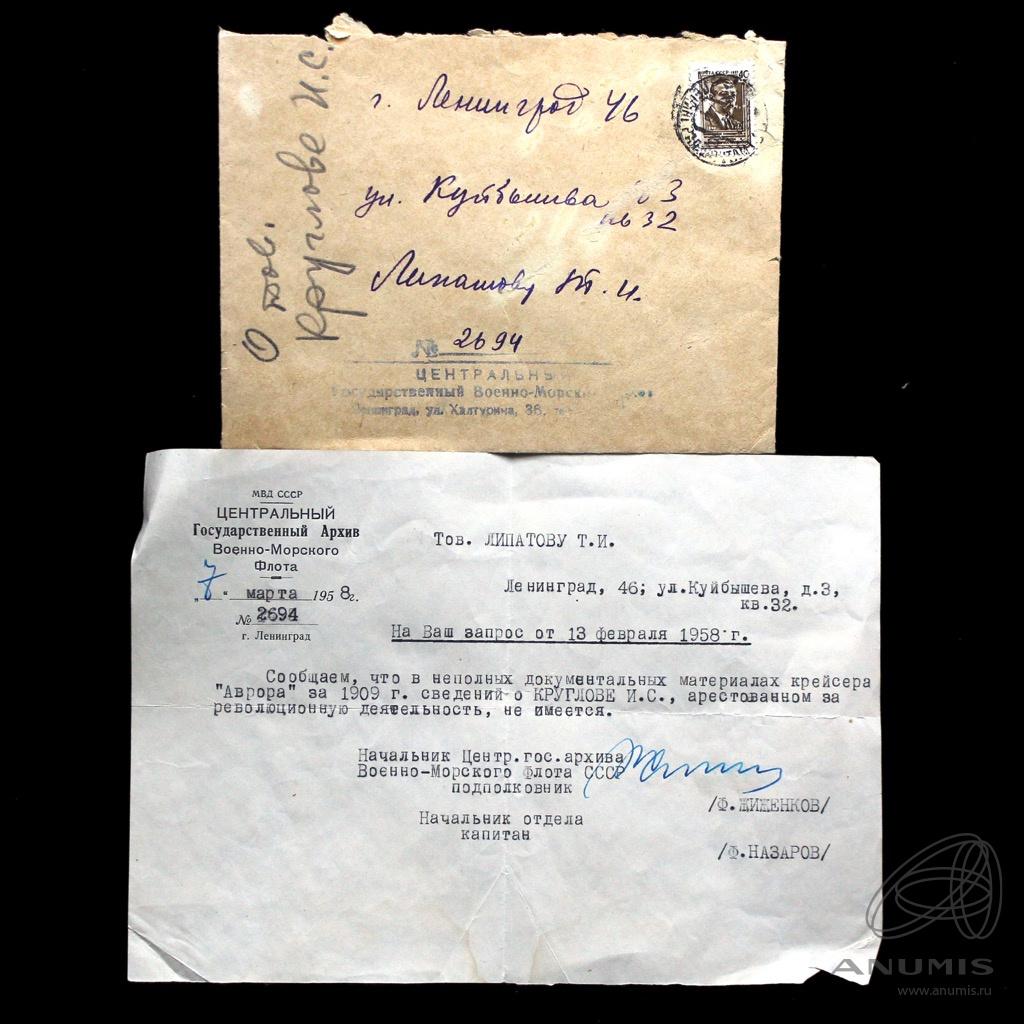 О тов.
Круглове И.С.
г. Ленинград 46
ул. Куйбышева 3
кв 32
Липатову Т. И.
№ 2694
ЦЕНТРАЛЬНЫЙ
Государственный Военно-Морск
Ленинград, ул. Халтурина, 36,
МВД СССР
ЦЕНТРАЛЬНЫЙ
Государственный Архив
Военно-Морского
Флота
„7“ марта 1958 г.
№ 2694
г. Ленинград
Тов. ЛИПАТОВУ Т.И.
Ленинград, 46; ул.Куйбышева, д.3,
кв.32.
На Ваш запрос от 13 февраля 1958 г.
Сообщаем, что в неполных документальных материалах крейсера
"Аврора" за 1909 г. сведений о КРУГЛОВЕ И.С., арестованном за
революционную деятельность, не имеется.
Начальник Центр.гос.архива
Военно-Морского Флота СССР
подполковник
/Ф.ЖИЖЕНКОВ/
Начальник отдела
капитан
/Ф.НАЗАРОВ/
ANUMIS
www.anumis.ru